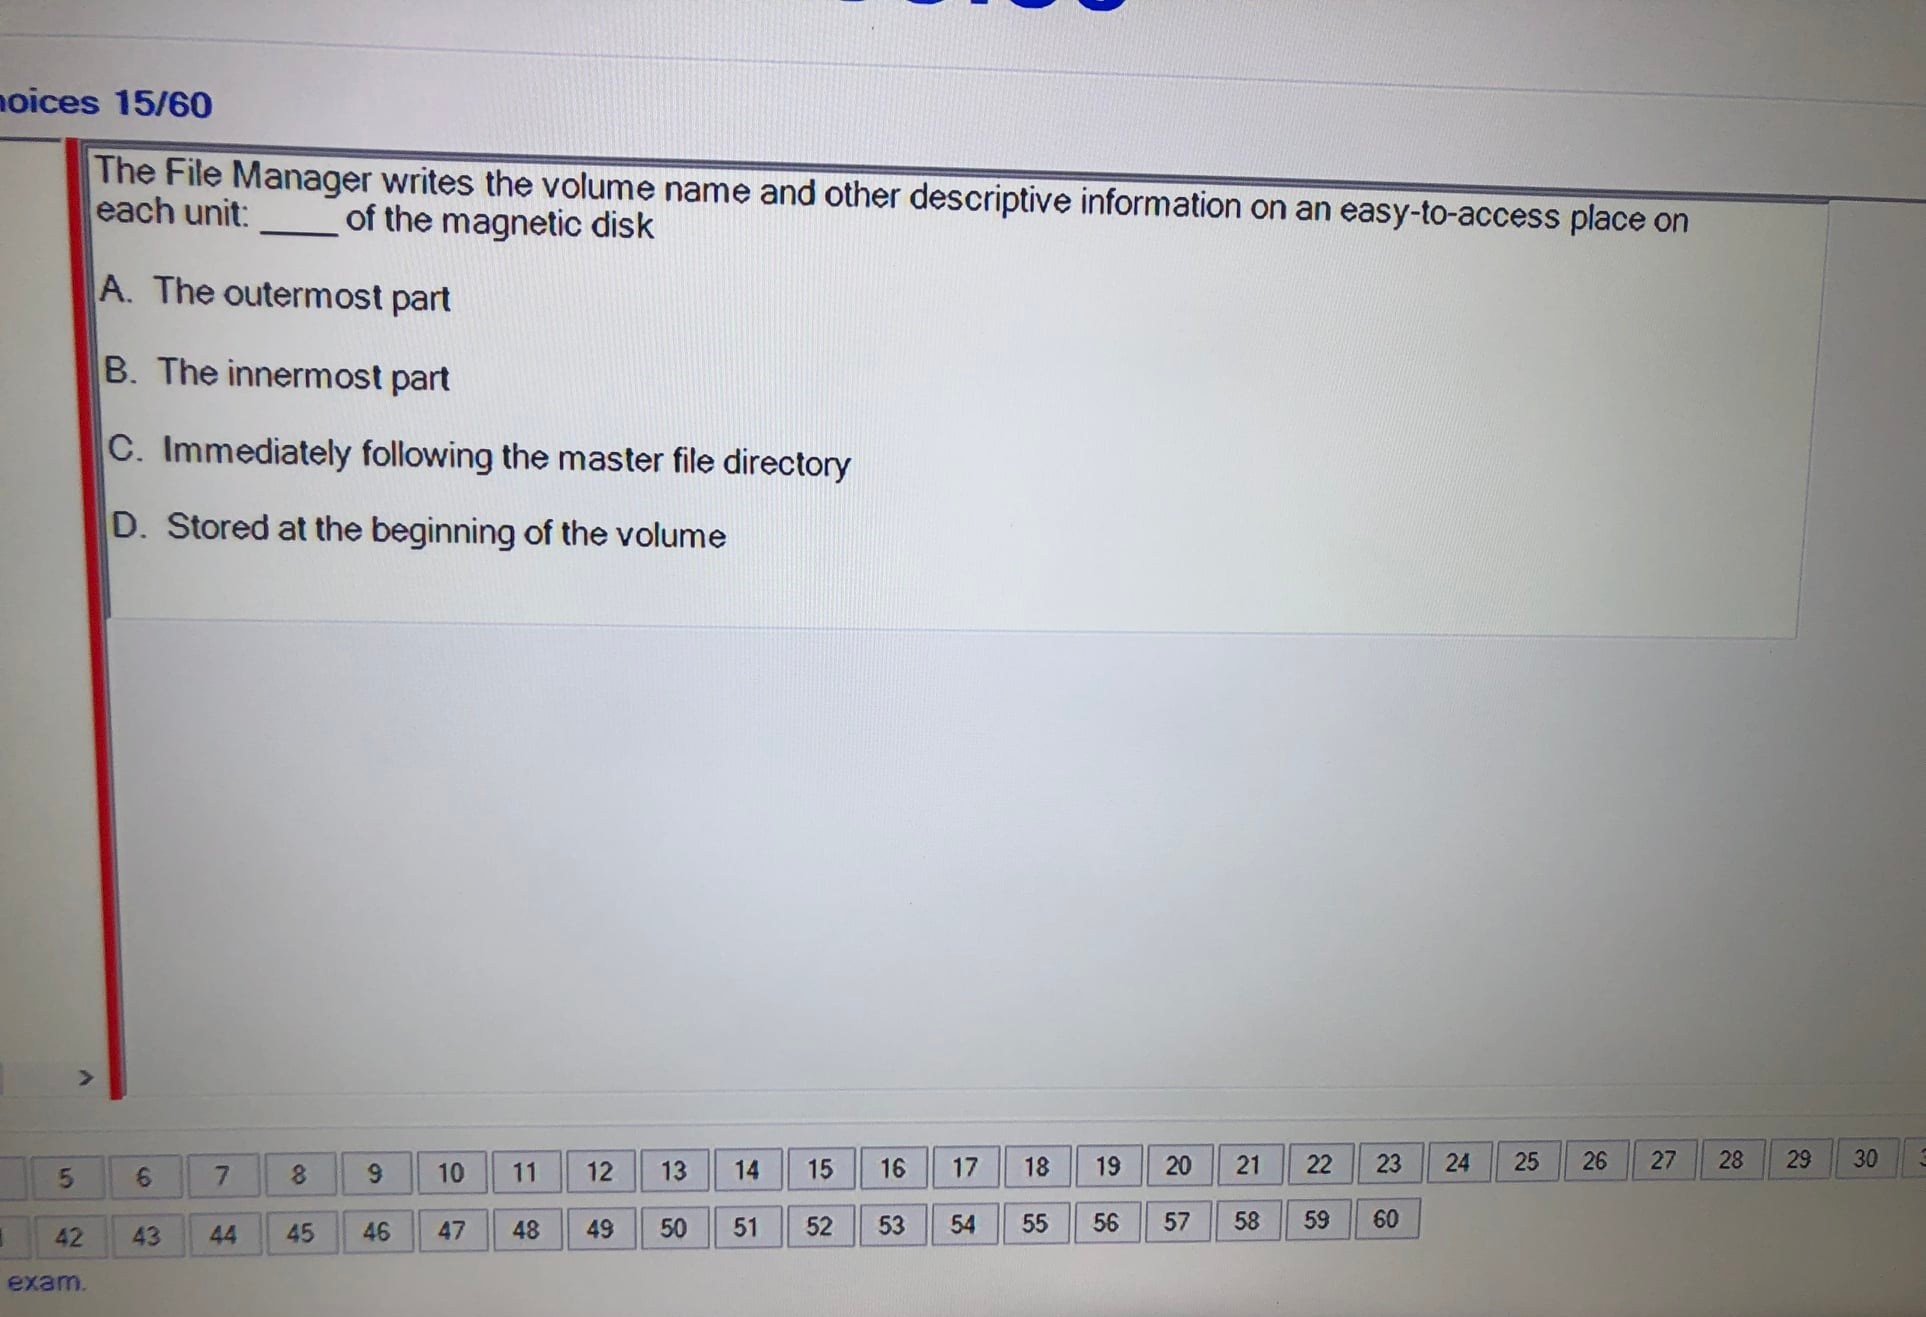 hoices 15/60
The File Manager writes the volume name and other descriptive information on an easy-to-access place on
each unit: _____ of the magnetic disk
A. The outermost part
B. The innermost part
C. Immediately following the master file directory
D. Stored at the beginning of the volume
>
5 6 7 8 9 10 11 12 13 14 15 16 17 18 19 20 21 22 23 24 25 26 27 28 29 30
42 43 44 45 46 47 48 49 50 51 52 53 54 55 56 57 58 59 60
exam.